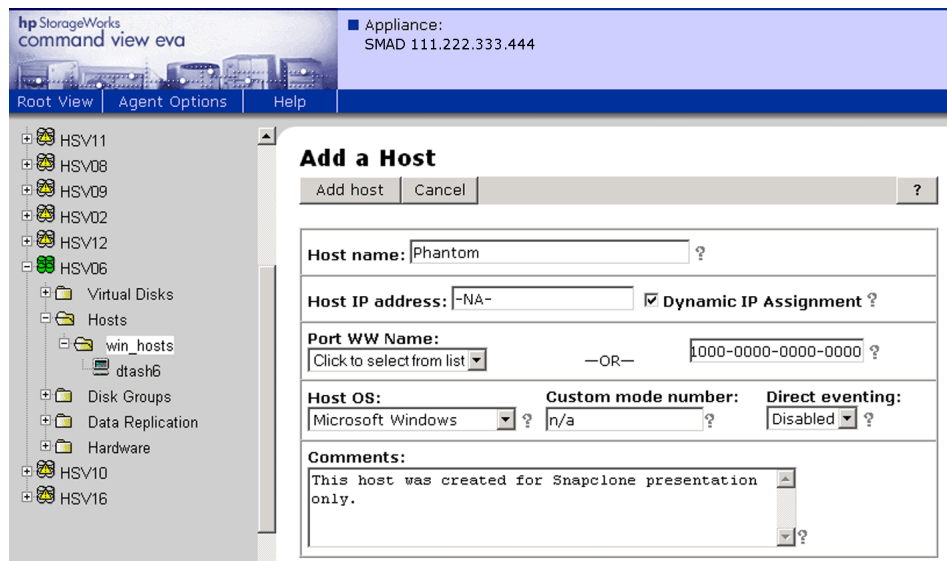 hp StorageWorks
command view eva
Appliance:
SMAD 111.222.333.444
Root View Agent Options Help
HSV11
HSV08
HSV09
HSV02
HSV12
HSV06
Virtual Disks
Hosts
win_hosts
dtash6
Disk Groups
Data Replication
Hardware
HSV10
HSV16
Add a Host
Add host Cancel ?
Host name: Phantom ?
Host IP address: -NA- Dynamic IP Assignment ?
Port WW Name:
Click to select from list —OR— 1000-0000-0000-0000 ?
Host OS: Custom mode number: Direct eventing:
Microsoft Windows ? n/a ? Disabled ?
Comments:
This host was created for Snapclone presentation
only.
?